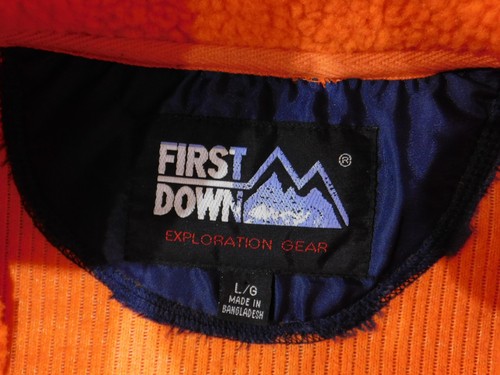 FIRST
DOWN
®
EXPLORATION GEAR
L/G
MADE IN
BANGLADESH